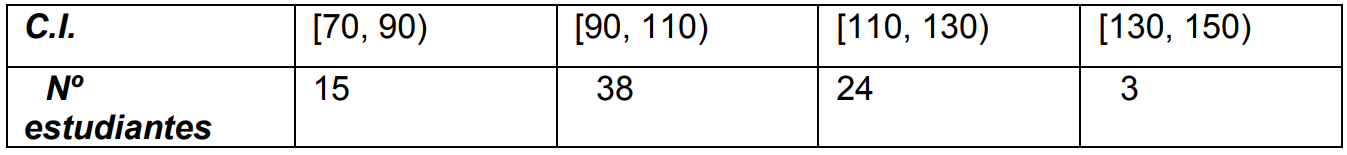 C.I. [70, 90) [90, 110) [110, 130) [130, 150)
Nº 15 38 24 3
estudiantes